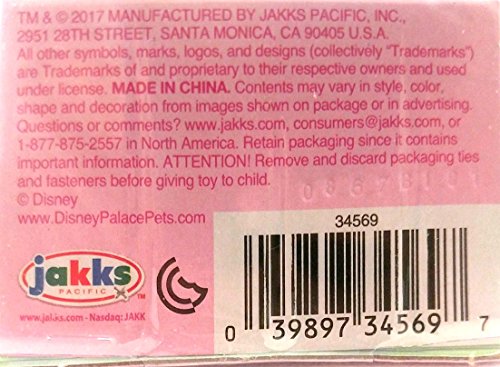 TM & © 2017 MANUFACTURED BY JAKKS PACIFIC, INC.,
2951 28TH STREET, SANTA MONICA, CA 90405 U.S.A.
All other symbols, marks, logos, and designs (collectively "Trademarks")
are Trademarks of and proprietary to their respective owners and used
under license. MADE IN CHINA. Contents may vary in style, color,
shape and decoration from images shown on package or in advertising.
Questions or comments? www.jakks.com, consumers@jakks.com, or
1-877-875-2557 in North America. Retain packaging since it contains
important information. ATTENTION! Remove and discard packaging ties
and fasteners before giving toy to child.
© Disney
www.DisneyPalacePets.com
34569
jakks
PACIFIC
TM
www.jakks.com - Nasdaq: JAKK
0 39897 34569 7